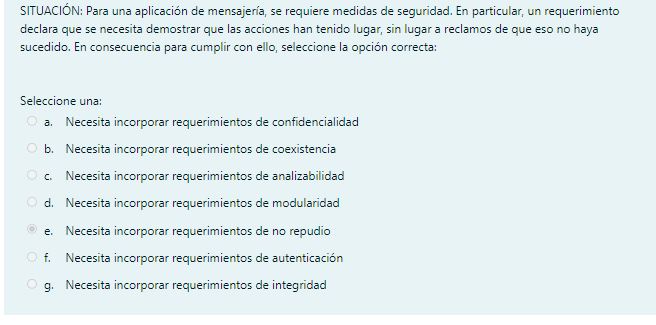 SITUACIÓN: Para una aplicación de mensajería, se requiere medidas de seguridad. En particular, un requerimiento
declara que se necesita demostrar que las acciones han tenido lugar, sin lugar a reclamos de que eso no haya
sucedido. En consecuencia para cumplir con ello, seleccione la opción correcta:
Seleccione una:
a. Necesita incorporar requerimientos de confidencialidad
b. Necesita incorporar requerimientos de coexistencia
c. Necesita incorporar requerimientos de analizabilidad
d. Necesita incorporar requerimientos de modularidad
e. Necesita incorporar requerimientos de no repudio
f. Necesita incorporar requerimientos de autenticación
g. Necesita incorporar requerimientos de integridad